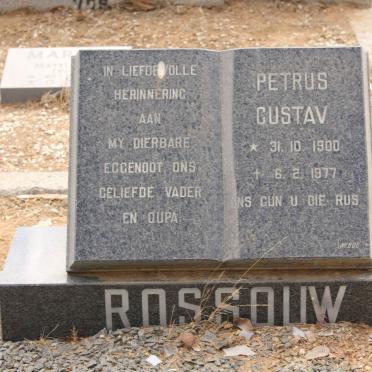 IN LIEFDEVOLLE
HERINNERING
AAN
MY DIERBARE
EGGENOOT, ONS
GELIEFDE VADER
EN OUPA
PETRUS
GUSTAV
* 31. 10. 1900
+ 6. 2. 1977
NS GUN U DIE RUS
ROSSOUW